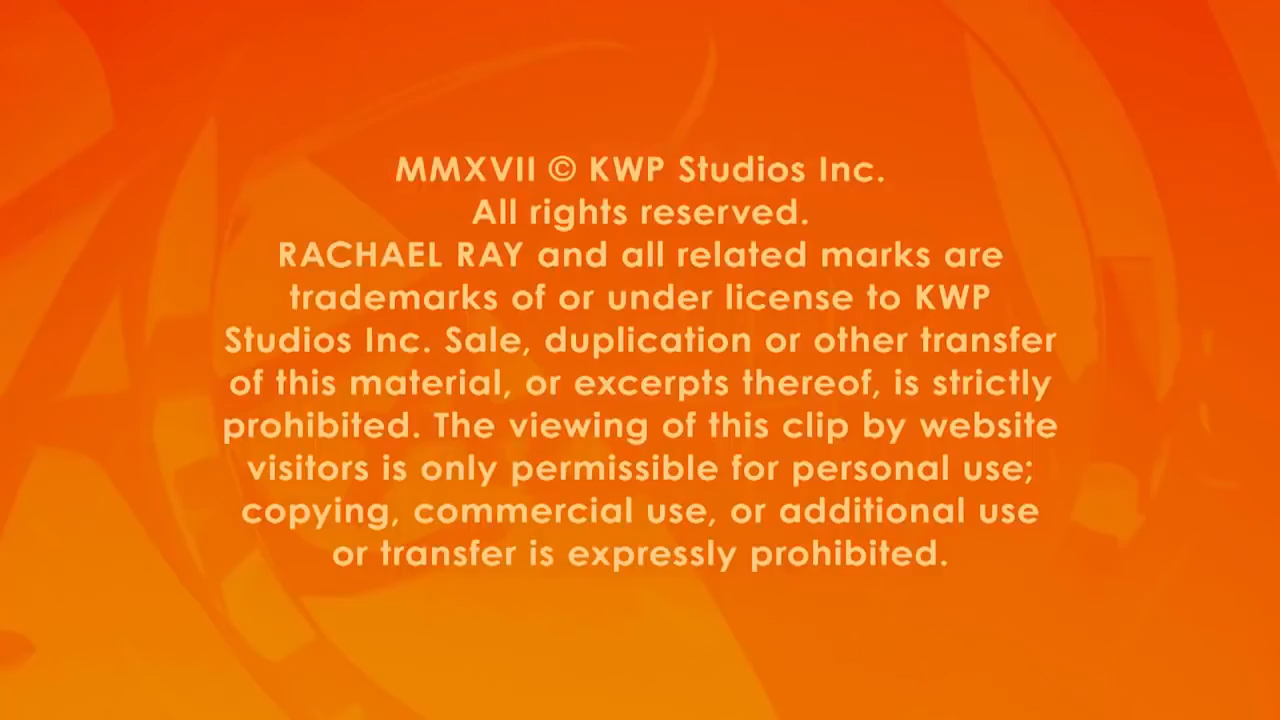 MMXVII © KWP Studios Inc.
All rights reserved.
RACHAEL RAY and all related marks are
trademarks of or under license to KWP
Studios Inc. Sale, duplication or other transfer
of this material, or excerpts thereof, is strictly
prohibited. The viewing of this clip by website
visitors is only permissible for personal use;
copying, commercial use, or additional use
or transfer is expressly prohibited.